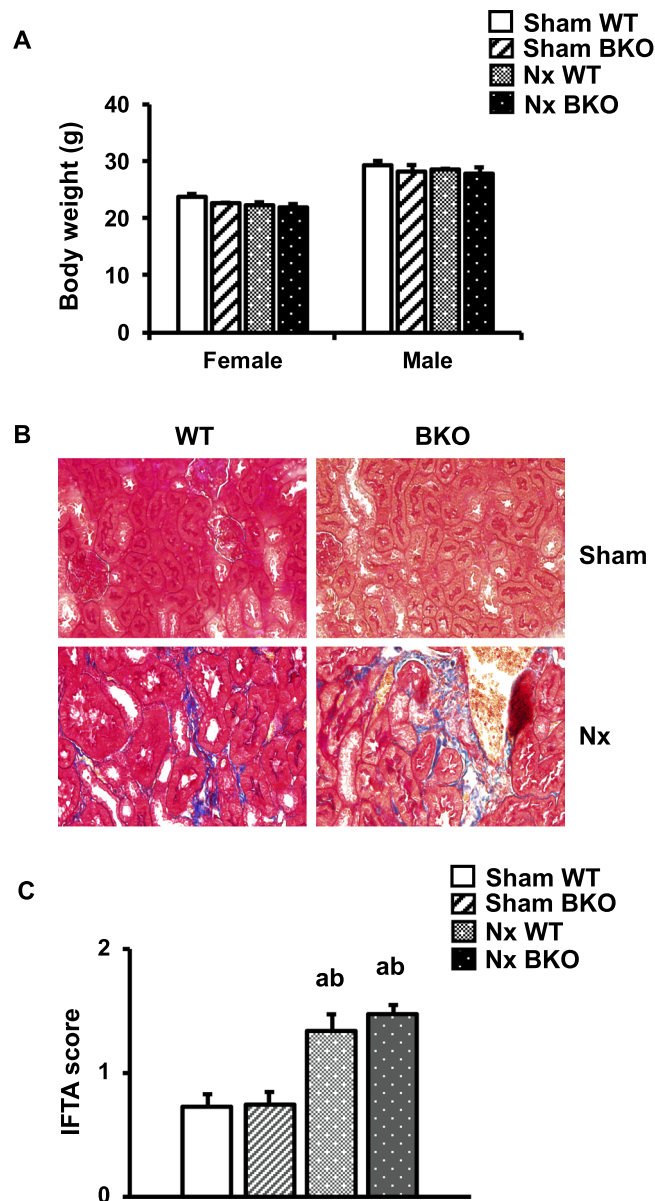 A
Sham WT
Sham BKO
Nx WT
Nx BKO
Body weight (g)
40
30
20
10
0
Female Male
B
WT BKO
Sham
Nx
C
Sham WT
Sham BKO
Nx WT
Nx BKO
IFTA score
2
1
0
ab ab